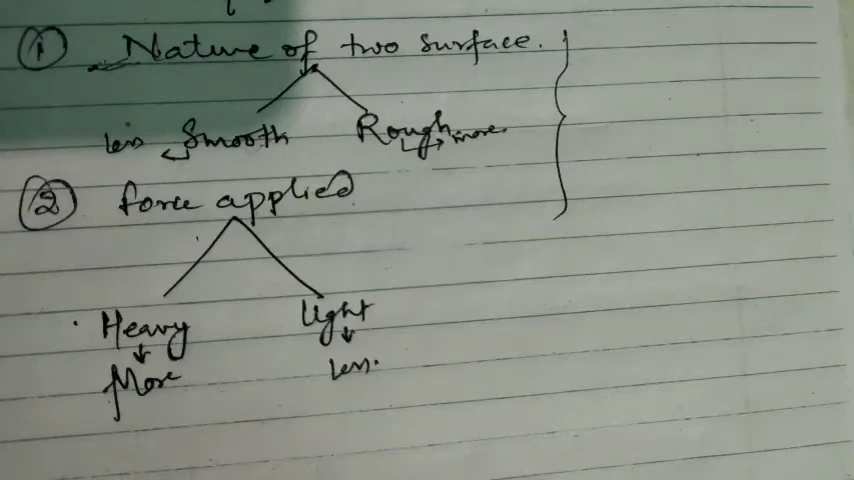 ① Nature of two surface.
less Smooth Rough more.
② force applied
Heavy Light
More less.